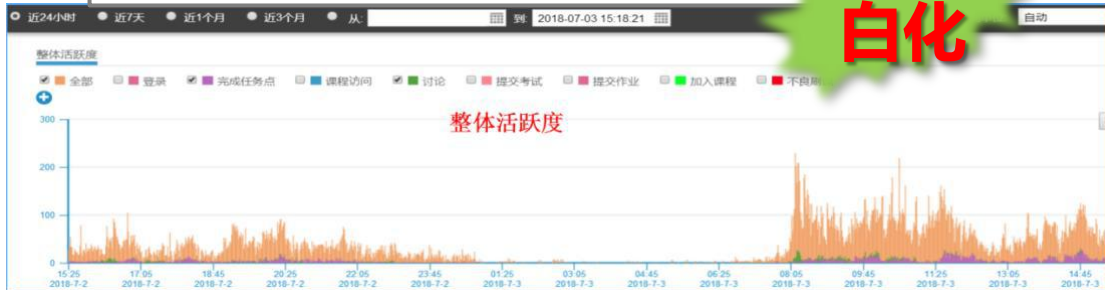 近24小时 近7天 近1个月 近3个月 从: 到: 2018-07-03 15:18:21 自动
白化
整体活跃度
全部 登录 完成任务点 课程访问 讨论 提交考试 提交作业 加入课程 不良
整体活跃度
300
200
100
0
15:25 17:05 18:45 20:25 22:05 23:45 01:25 03:05 04:45 06:25 08:05 09:45 11:25 13:05 14:45
2018-7-2 2018-7-2 2018-7-2 2018-7-2 2018-7-2 2018-7-2 2018-7-3 2018-7-3 2018-7-3 2018-7-3 2018-7-3 2018-7-3 2018-7-3 2018-7-3 2018-7-3